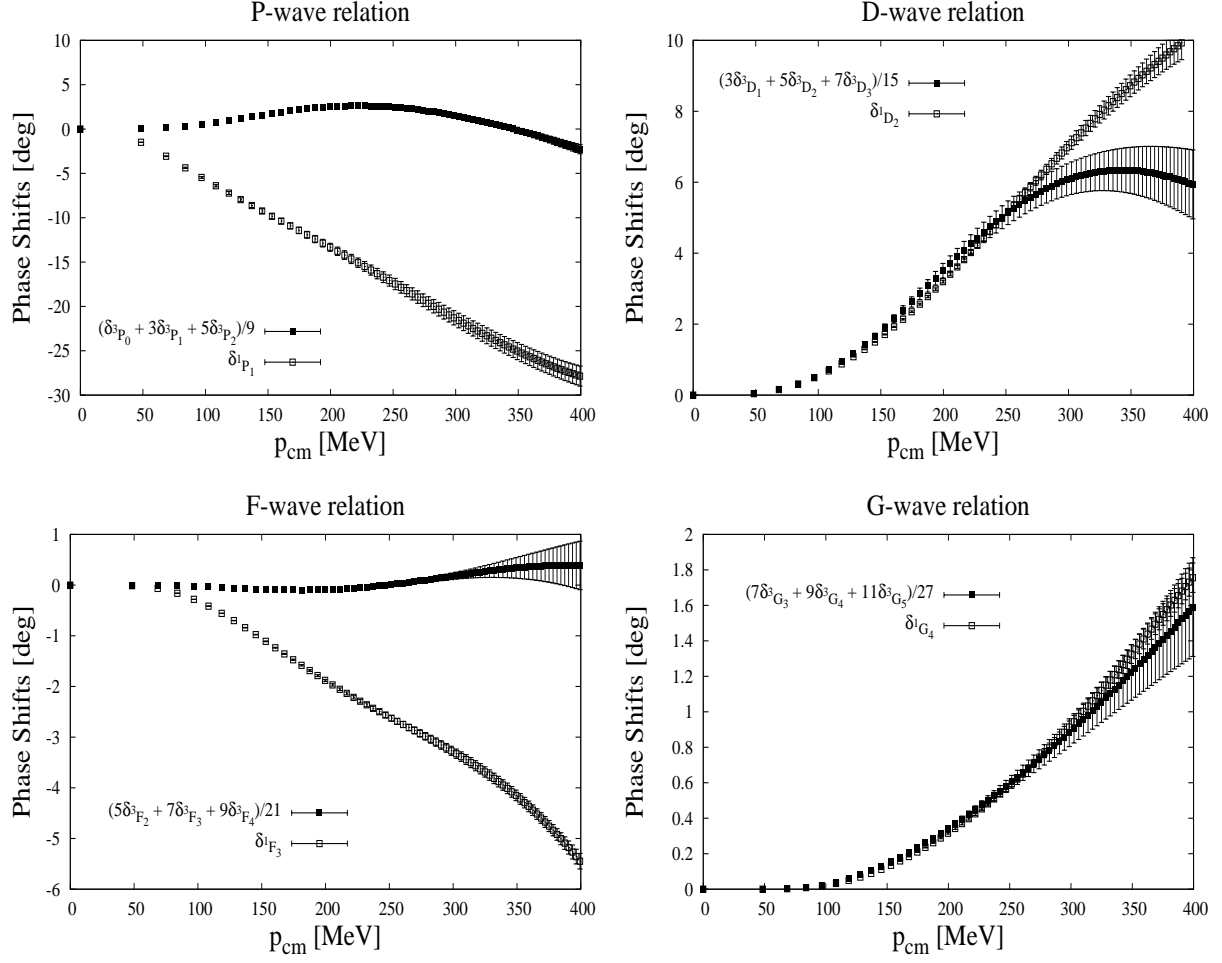 P-wave relation
10
5
0
-5
-10
-15
-20
-25
-30
Phase Shifts [deg]
(δ³P₀ + 3δ³P₁ + 5δ³P₂)/9
δ¹P₁
0 50 100 150 200 250 300 350 400
p_cm [MeV]
D-wave relation
10
8
6
4
2
0
Phase Shifts [deg]
(3δ³D₁ + 5δ³D₂ + 7δ³D₃)/15
δ¹D₂
0 50 100 150 200 250 300 350 400
p_cm [MeV]
F-wave relation
1
0
-1
-2
-3
-4
-5
-6
Phase Shifts [deg]
(5δ³F₂ + 7δ³F₃ + 9δ³F₄)/21
δ¹F₃
0 50 100 150 200 250 300 350 400
p_cm [MeV]
G-wave relation
2
1.8
1.6
1.4
1.2
1
0.8
0.6
0.4
0.2
0
Phase Shifts [deg]
(7δ³G₃ + 9δ³G₄ + 11δ³G₅)/27
δ¹G₄
0 50 100 150 200 250 300 350 400
p_cm [MeV]